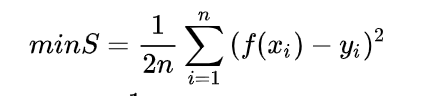 minS = \frac{1}{2n} \sum_{i=1}^{n} (f(x_i) - y_i)^2